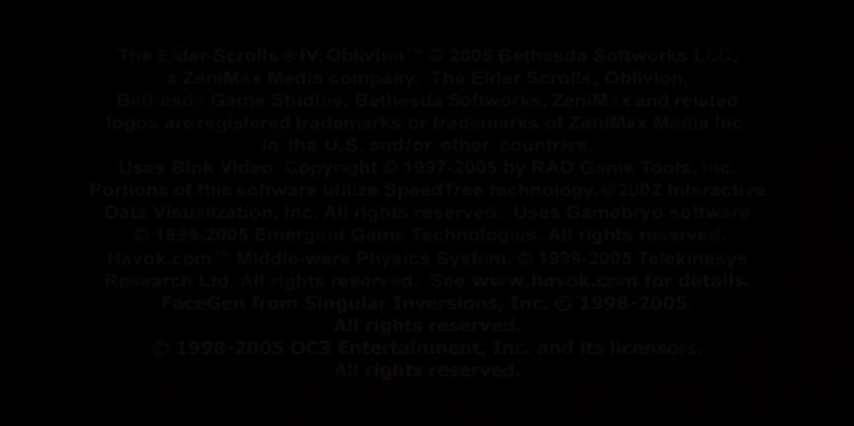 The Elder Scrolls ® IV: Oblivion™ © 2005 Bethesda Softworks LLC,
a ZeniMax Media company. The Elder Scrolls, Oblivion,
Bethesda Game Studios, Bethesda Softworks, ZeniMax and related
logos are registered trademarks or trademarks of ZeniMax Media Inc.
in the U.S. and/or other countries.
Uses Bink Video. Copyright © 1997-2005 by RAD Game Tools, Inc.
Portions of this software utilize SpeedTree technology. ©2002 Interactive
Data Visualization, Inc. All rights reserved. Uses Gamebryo software
© 1999-2005 Emergent Game Technologies. All rights reserved.
Havok.com™ Middle-ware Physics System. © 1999-2005 Telekinesys
Research Ltd. All rights reserved. See www.havok.com for details.
FaceGen from Singular Inversions, Inc. © 1998-2005.
All rights reserved.
© 1998-2005 OC3 Entertainment, Inc. and its licensors.
All rights reserved.